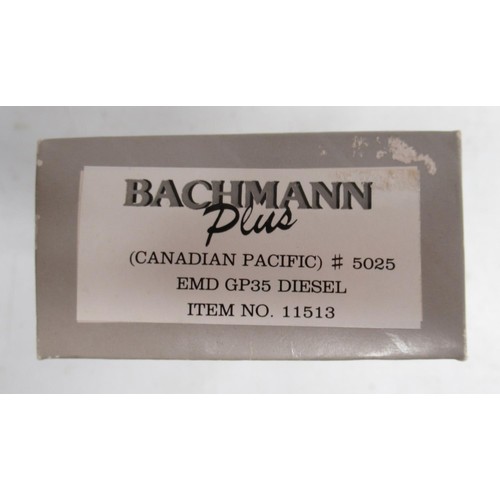 BACHMANN
Plus
(CANADIAN PACIFIC) # 5025
EMD GP35 DIESEL
ITEM NO. 11513